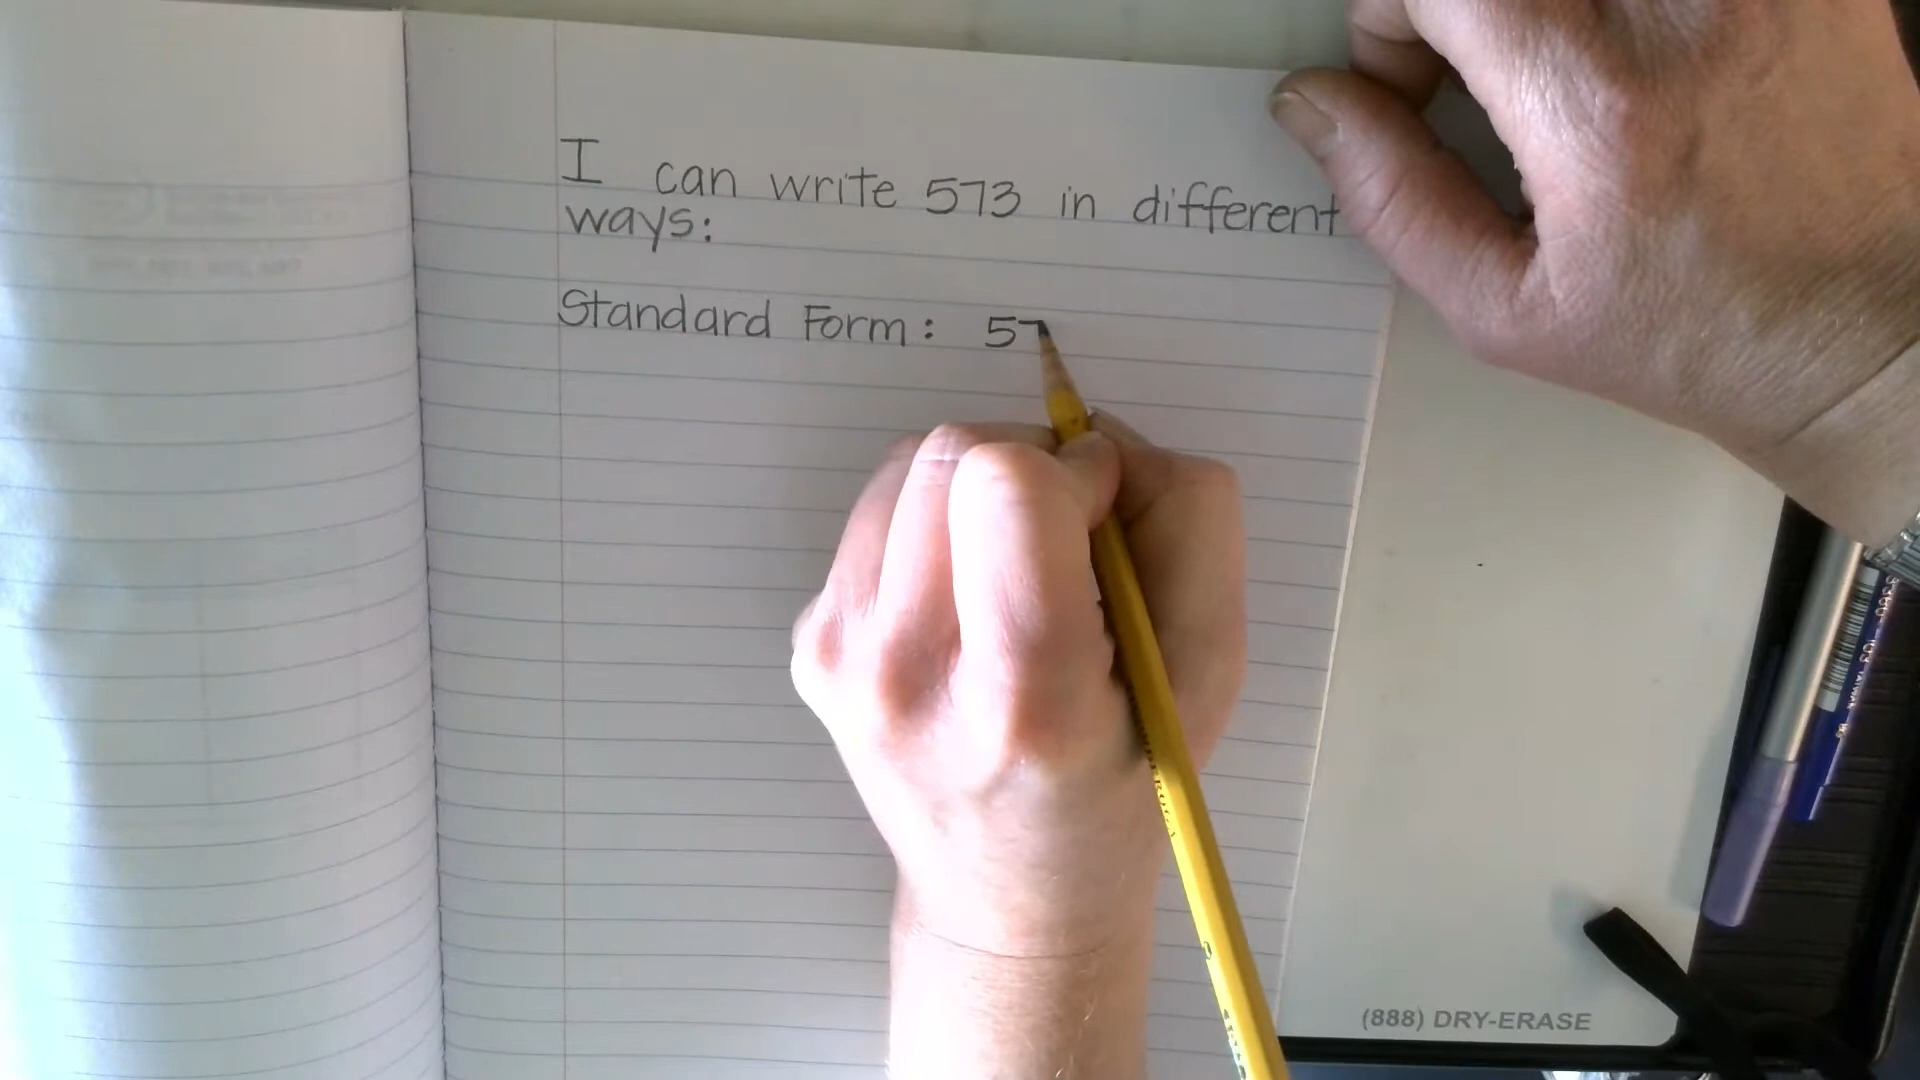 I can write 573 in different
ways:
Standard Form: 57
(888) DRY-ERASE